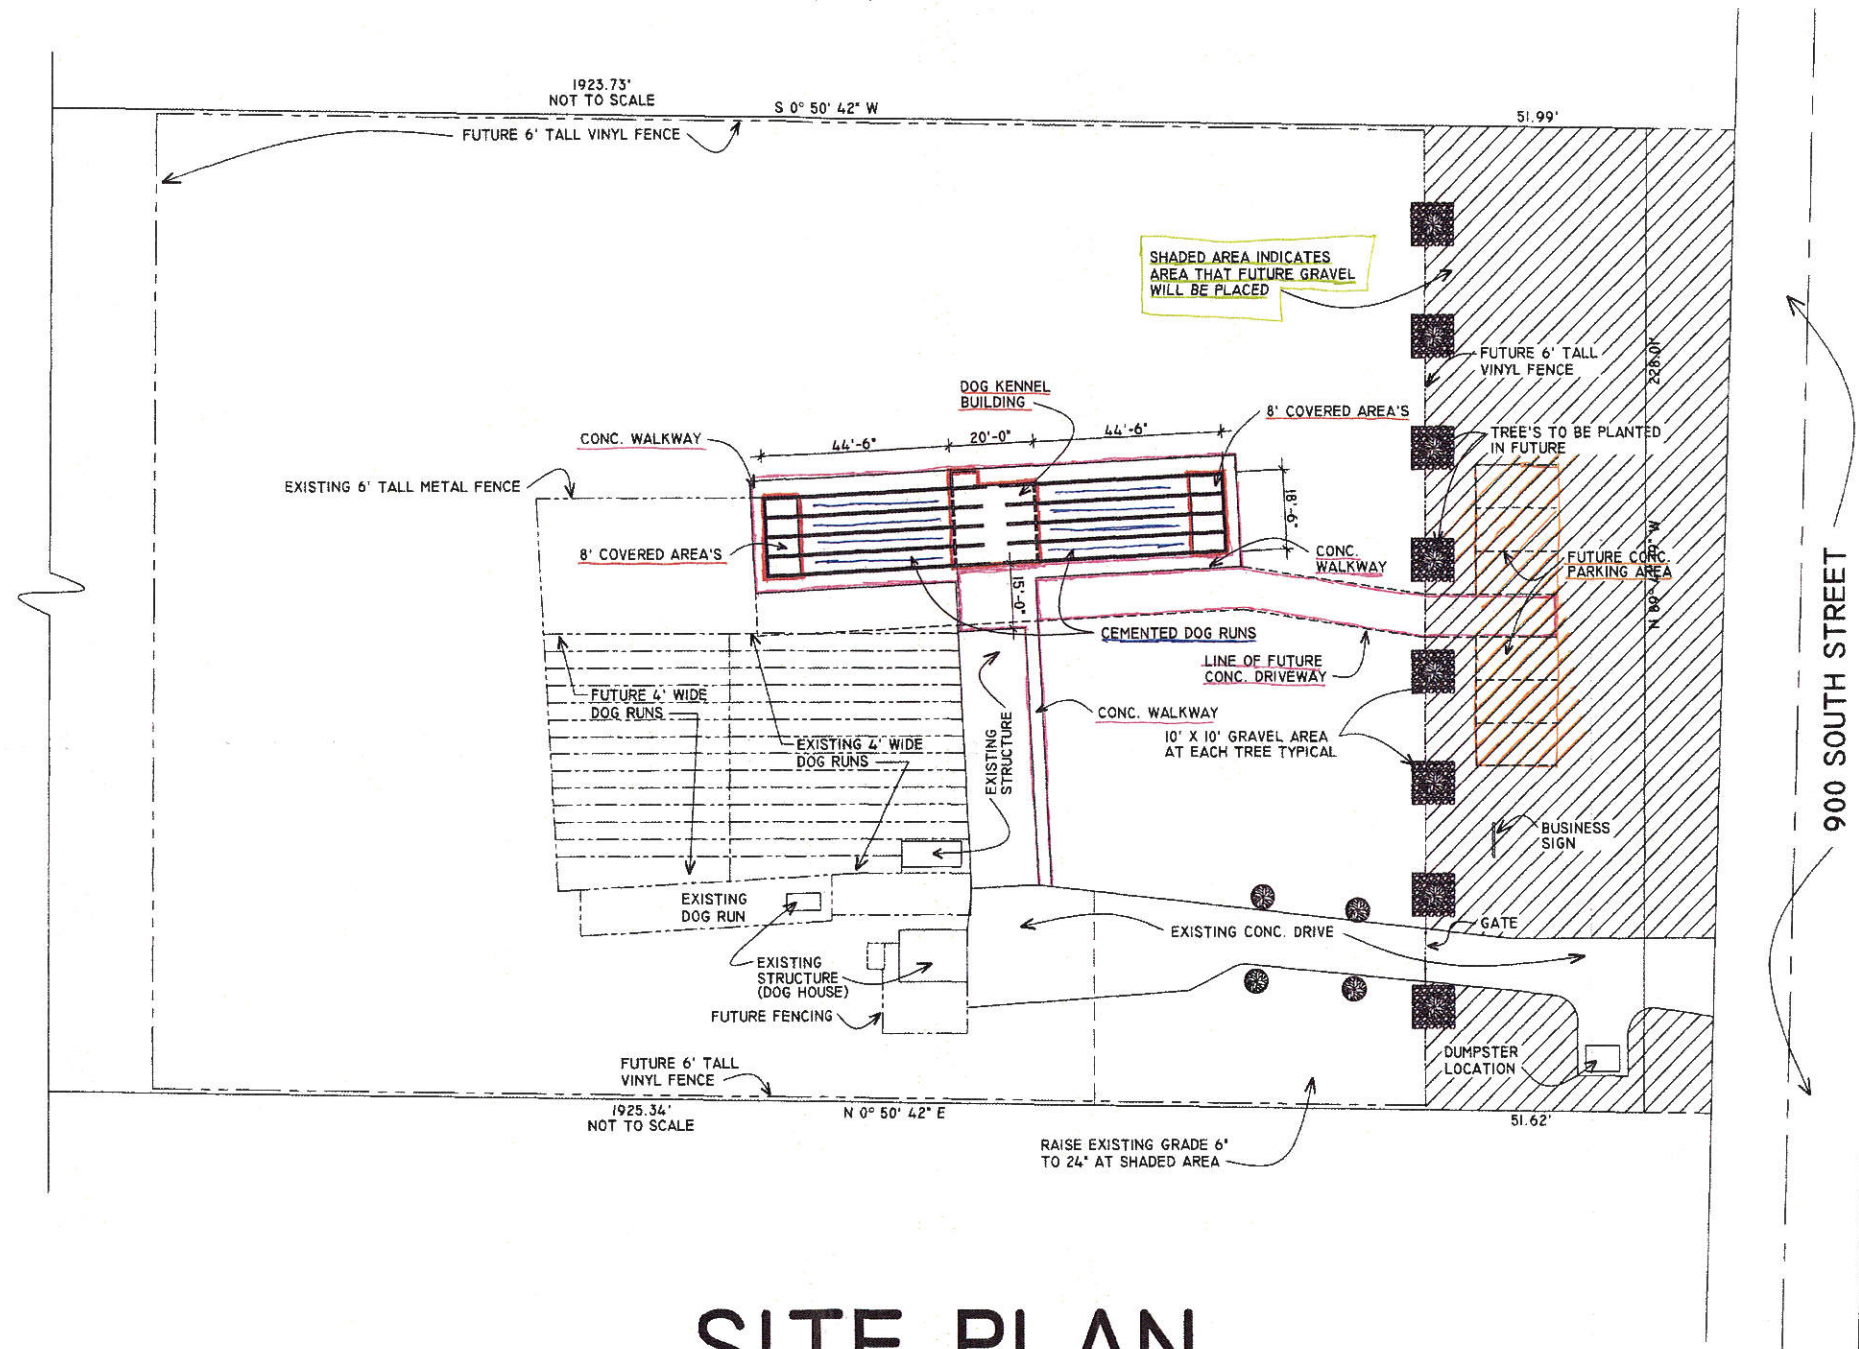 1923.73'
NOT TO SCALE
S 0° 50' 42" W
51.99'
FUTURE 6' TALL VINYL FENCE
SHADED AREA INDICATES
AREA THAT FUTURE GRAVEL
WILL BE PLACED
FUTURE 6' TALL
VINYL FENCE
228.01'
DOG KENNEL
BUILDING
8' COVERED AREA'S
CONC. WALKWAY
44'-6"
20'-0"
44'-6"
TREE'S TO BE PLANTED
IN FUTURE
EXISTING 6' TALL METAL FENCE
18'-6"
8' COVERED AREA'S
CONC.
WALKWAY
FUTURE CONC.
PARKING AREA
15'-0"
CEMENTED DOG RUNS
LINE OF FUTURE
CONC. DRIVEWAY
FUTURE 4' WIDE
DOG RUNS
CONC. WALKWAY
EXISTING
STRUCTURE
10' X 10' GRAVEL AREA
AT EACH TREE TYPICAL
EXISTING 4' WIDE
DOG RUNS
900 SOUTH STREET
BUSINESS
SIGN
EXISTING
DOG RUN
GATE
EXISTING CONC. DRIVE
EXISTING
STRUCTURE
(DOG HOUSE)
FUTURE FENCING
DUMPSTER
LOCATION
FUTURE 6' TALL
VINYL FENCE
1925.34'
NOT TO SCALE
N 0° 50' 42" E
51.62'
RAISE EXISTING GRADE 6"
TO 24" AT SHADED AREA
SITE PLAN